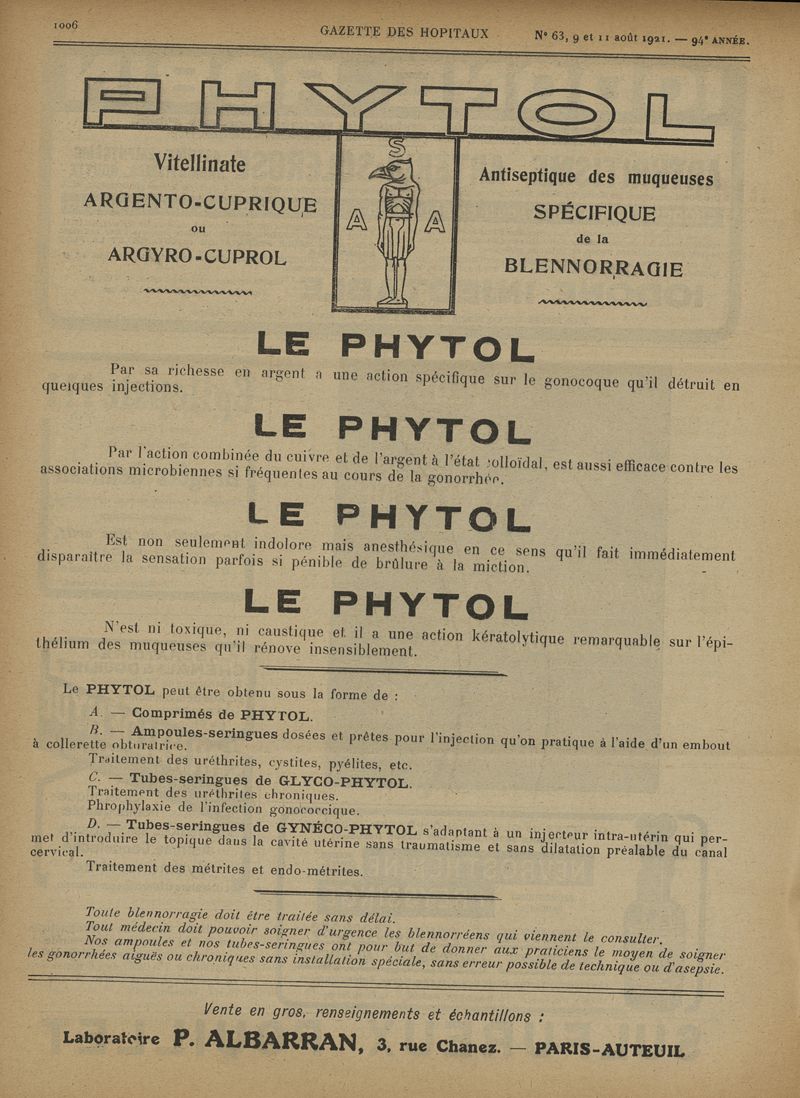 1006
GAZETTE DES HOPITAUX
N° 63, 9 et 11 août 1921. — 94e ANNÉE.
PHYTOL
Vitellinate
ARGENTO-CUPRIQUE
ou
ARGYRO-CUPROL
S
A A
Antiseptique des muqueuses
SPÉCIFIQUE
de la
BLENNORRAGIE
LE PHYTOL
Par sa richesse en argent a une action spécifique sur le gonocoque qu'il détruit en
quelques injections.
LE PHYTOL
Par l'action combinée du cuivre et de l'argent à l'état colloïdal, est aussi efficace contre les
associations microbiennes si fréquentes au cours de la gonorrhée.
LE PHYTOL
Est non seulement indolore mais anesthésique en ce sens qu'il fait immédiatement
disparaître la sensation parfois si pénible de brûlure à la miction.
LE PHYTOL
N'est ni toxique, ni caustique et il a une action kératolytique remarquable sur l'épi-
thélium des muqueuses qu'il rénove insensiblement.
Le PHYTOL peut être obtenu sous la forme de :
A. — Comprimés de PHYTOL.
B. — Ampoules-seringues dosées et prêtes pour l'injection qu'on pratique à l'aide d'un embout
à collerette obturatrice.
Traitement des uréthrites, cystites, pyélites, etc.
C. — Tubes-seringues de GLYCO-PHYTOL.
Traitement des uréthrites chroniques.
Phrophylaxie de l'infection gonococcique.
D. — Tubes-seringues de GYNÉCO-PHYTOL s'adaptant à un injecteur intra-utérin qui per-
met d'introduire le topique dans la cavité utérine sans traumatisme et sans dilatation préalable du canal
cervical.
Traitement des métrites et endo-métrites.
Toute blennorragie doit être traitée sans délai.
Tout médecin doit pouvoir soigner d'urgence les blennorréens qui viennent le consulter.
Nos ampoules et nos tubes-seringues ont pour but de donner aux praticiens le moyen de soigner
les gonorrhées aiguës ou chroniques sans installation spéciale, sans erreur possible de technique ou d'asepsie.
Vente en gros, renseignements et échantillons :
Laboratoire P. ALBARRAN, 3, rue Chanez. — PARIS-AUTEUIL